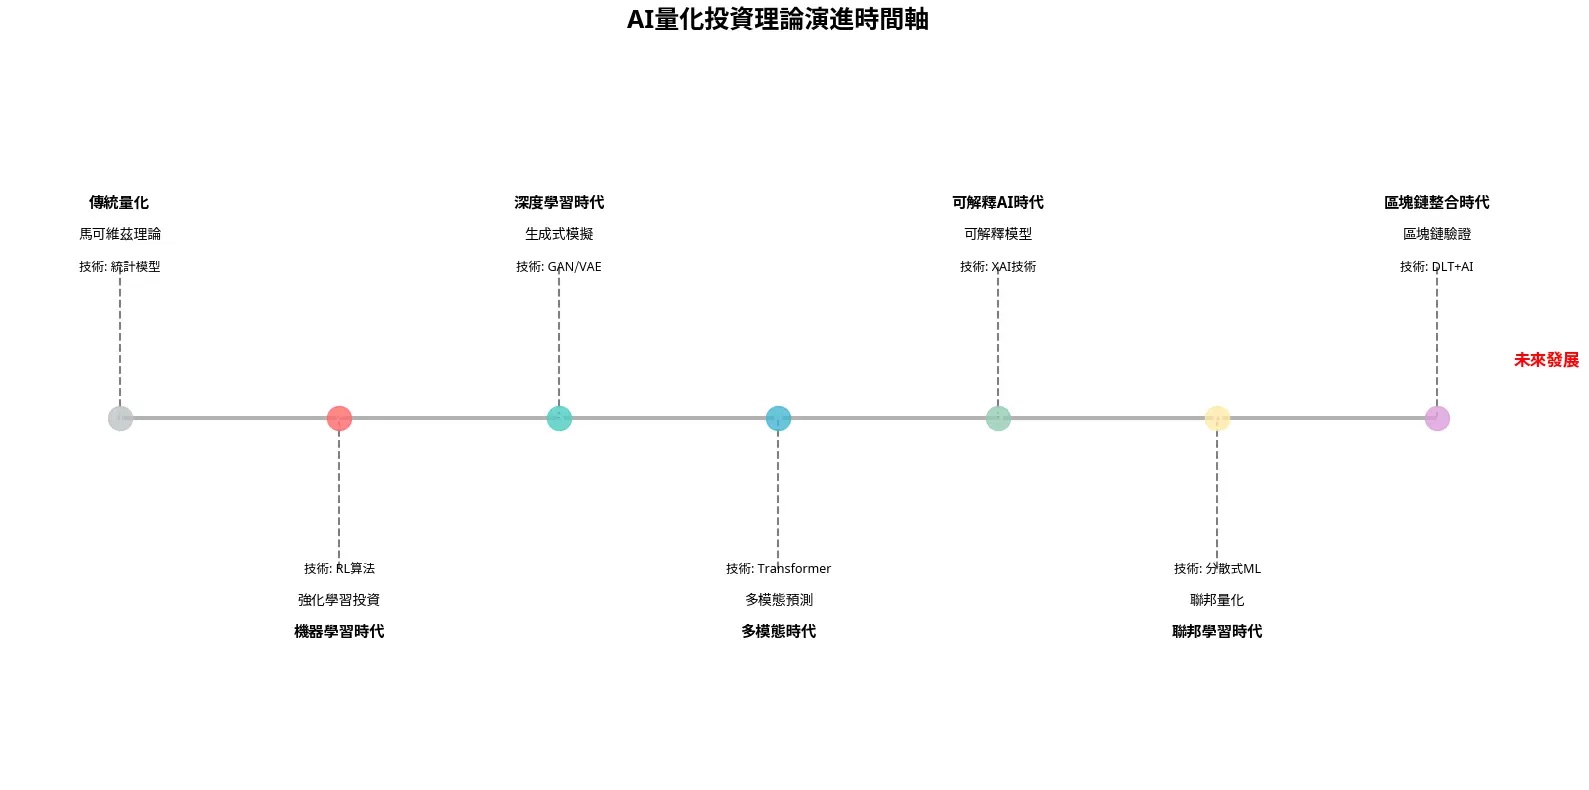 AI量化投資理論演進時間軸
傳統量化
馬可維茲理論
技術: 統計模型
深度學習時代
生成式模擬
技術: GAN/VAE
可解釋AI時代
可解釋模型
技術: XAI技術
區塊鏈整合時代
區塊鏈驗證
技術: DLT+AI
未來發展
技術: RL算法
強化學習投資
機器學習時代
技術: Transformer
多模態預測
多模態時代
技術: 分散式ML
聯邦量化
聯邦學習時代